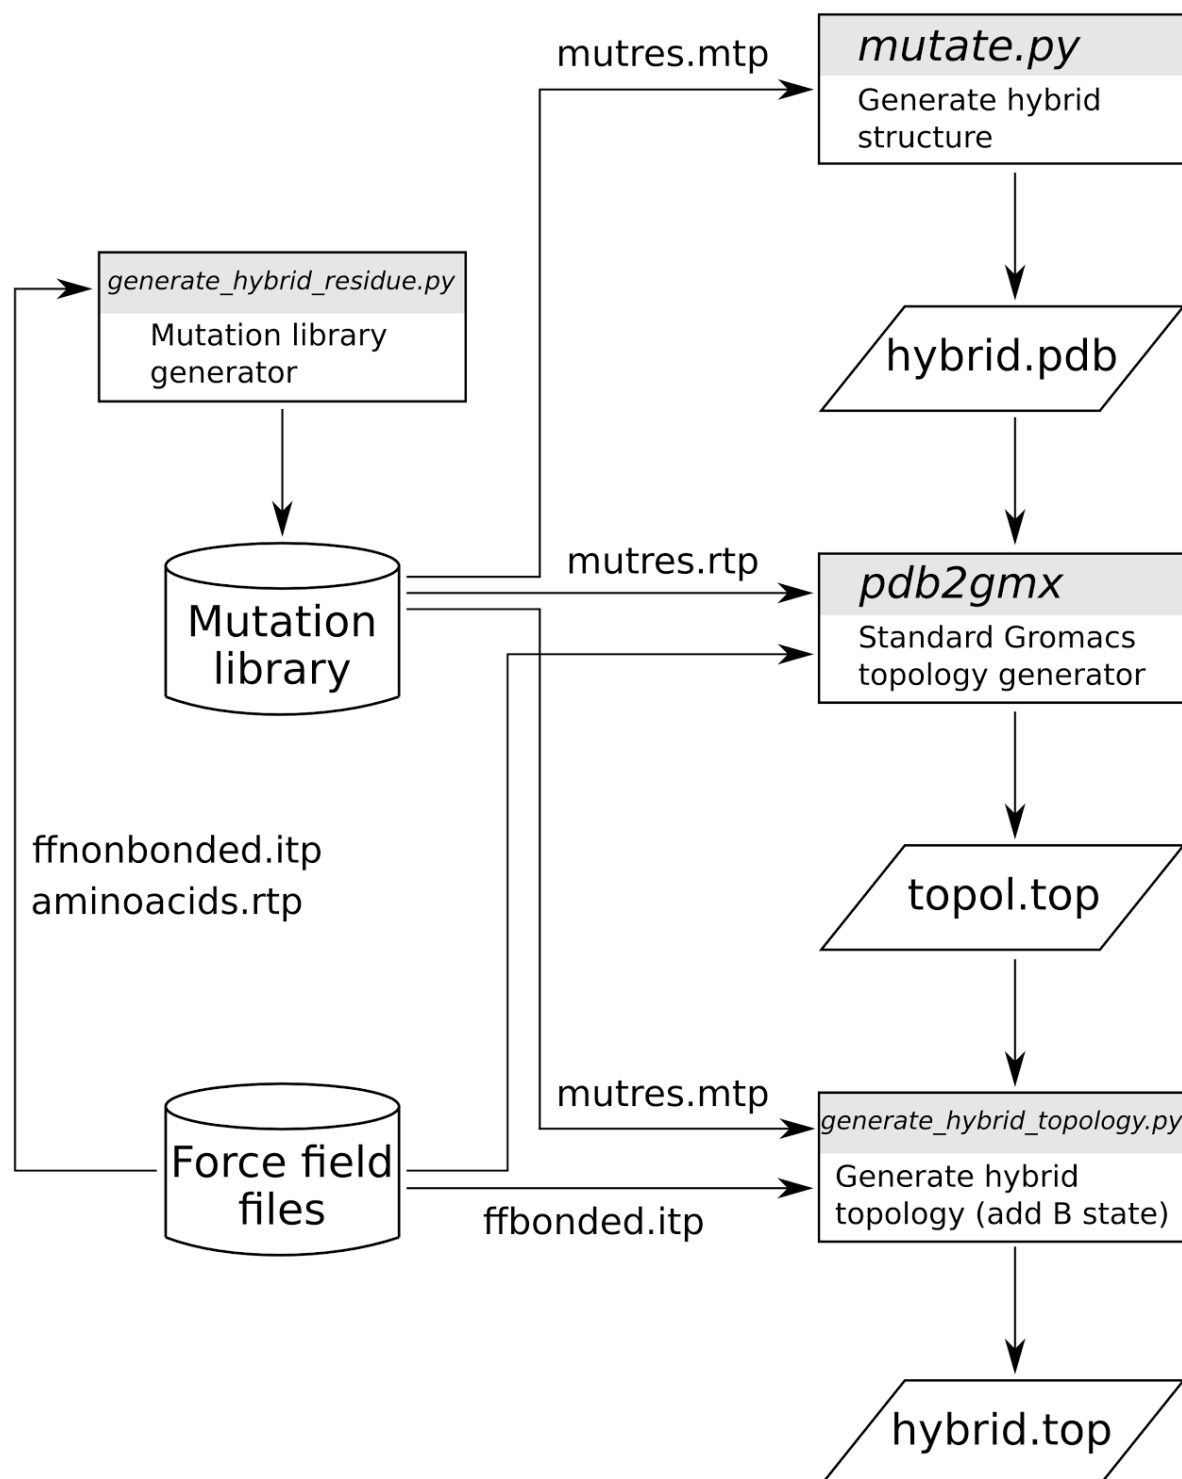 mutres.mtp
mutate.py
Generate hybrid
structure
generate_hybrid_residue.py
Mutation library
generator
hybrid.pdb
mutres.rtp
pdb2gmx
Standard Gromacs
topology generator
Mutation
library
ffnonbonded.itp
aminoacids.rtp
topol.top
mutres.mtp
generate_hybrid_topology.py
Generate hybrid
topology (add B state)
Force field
files
ffbonded.itp
hybrid.top